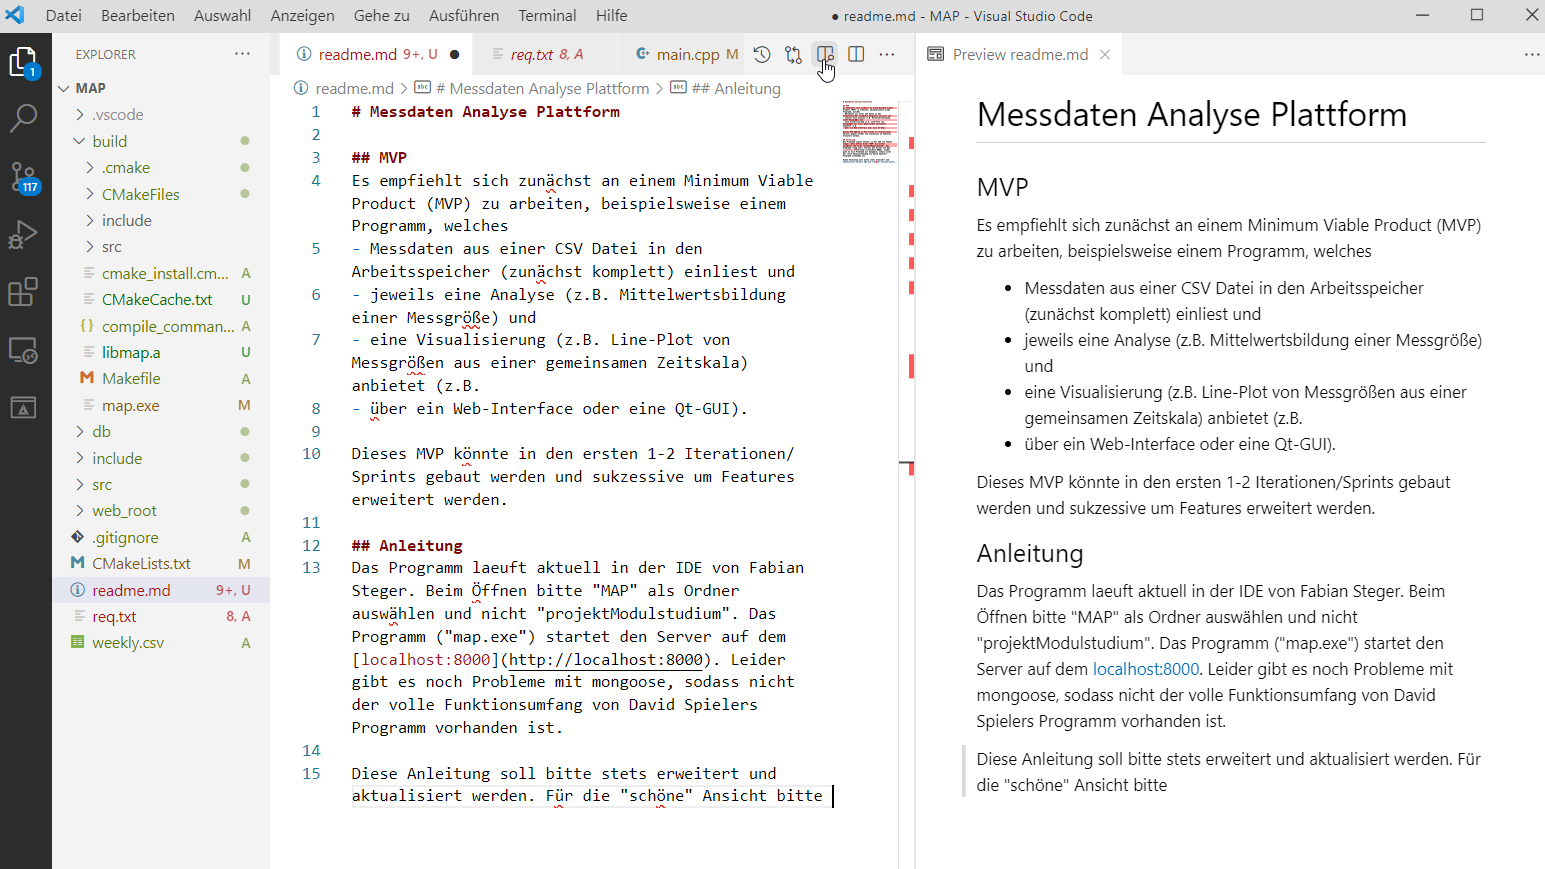 Datei Bearbeiten Auswahl Anzeigen Gehe zu Ausführen Terminal Hilfe
● readme.md - MAP - Visual Studio Code
EXPLORER
MAP
.vscode
build
.cmake
CMakeFiles
include
src
cmake_install.cm... A
CMakeCache.txt U
compile_comman... A
libmap.a U
Makefile A
map.exe M
db
include
src
web_root
.gitignore A
CMakeLists.txt M
readme.md 9+, U
req.txt 8, A
weekly.csv A
1
117
readme.md 9+, U ●
req.txt 8, A
main.cpp M
readme.md > # Messdaten Analyse Plattform > ## Anleitung
1 # Messdaten Analyse Plattform
2
3 ## MVP
4 Es empfiehlt sich zunächst an einem Minimum Viable
Product (MVP) zu arbeiten, beispielsweise einem
Programm, welches
5 - Messdaten aus einer CSV Datei in den
Arbeitsspeicher (zunächst komplett) einliest und
6 - jeweils eine Analyse (z.B. Mittelwertsbildung
einer Messgröße) und
7 - eine Visualisierung (z.B. Line-Plot von
Messgrößen aus einer gemeinsamen Zeitskala)
anbietet (z.B.
8 - über ein Web-Interface oder eine Qt-GUI).
9
10 Dieses MVP könnte in den ersten 1-2 Iterationen/
Sprints gebaut werden und sukzessive um Features
erweitert werden.
11
12 ## Anleitung
13 Das Programm laeuft aktuell in der IDE von Fabian
Steger. Beim Öffnen bitte "MAP" als Ordner
auswählen und nicht "projektModulstudium". Das
Programm ("map.exe") startet den Server auf dem
[localhost:8000](http://localhost:8000). Leider
gibt es noch Probleme mit mongoose, sodass nicht
der volle Funktionsumfang von David Spielers
Programm vorhanden ist.
14
15 Diese Anleitung soll bitte stets erweitert und
aktualisiert werden. Für die "schöne" Ansicht bitte
Preview readme.md
Messdaten Analyse Plattform
MVP
Es empfiehlt sich zunächst an einem Minimum Viable Product (MVP)
zu arbeiten, beispielsweise einem Programm, welches
• Messdaten aus einer CSV Datei in den Arbeitsspeicher
(zunächst komplett) einliest und
• jeweils eine Analyse (z.B. Mittelwertsbildung einer Messgröße)
und
• eine Visualisierung (z.B. Line-Plot von Messgrößen aus einer
gemeinsamen Zeitskala) anbietet (z.B.
• über ein Web-Interface oder eine Qt-GUI).
Dieses MVP könnte in den ersten 1-2 Iterationen/Sprints gebaut
werden und sukzessive um Features erweitert werden.
Anleitung
Das Programm laeuft aktuell in der IDE von Fabian Steger. Beim
Öffnen bitte "MAP" als Ordner auswählen und nicht
"projektModulstudium". Das Programm ("map.exe") startet den
Server auf dem localhost:8000. Leider gibt es noch Probleme mit
mongoose, sodass nicht der volle Funktionsumfang von David
Spielers Programm vorhanden ist.
Diese Anleitung soll bitte stets erweitert und aktualisiert werden. Für
die "schöne" Ansicht bitte